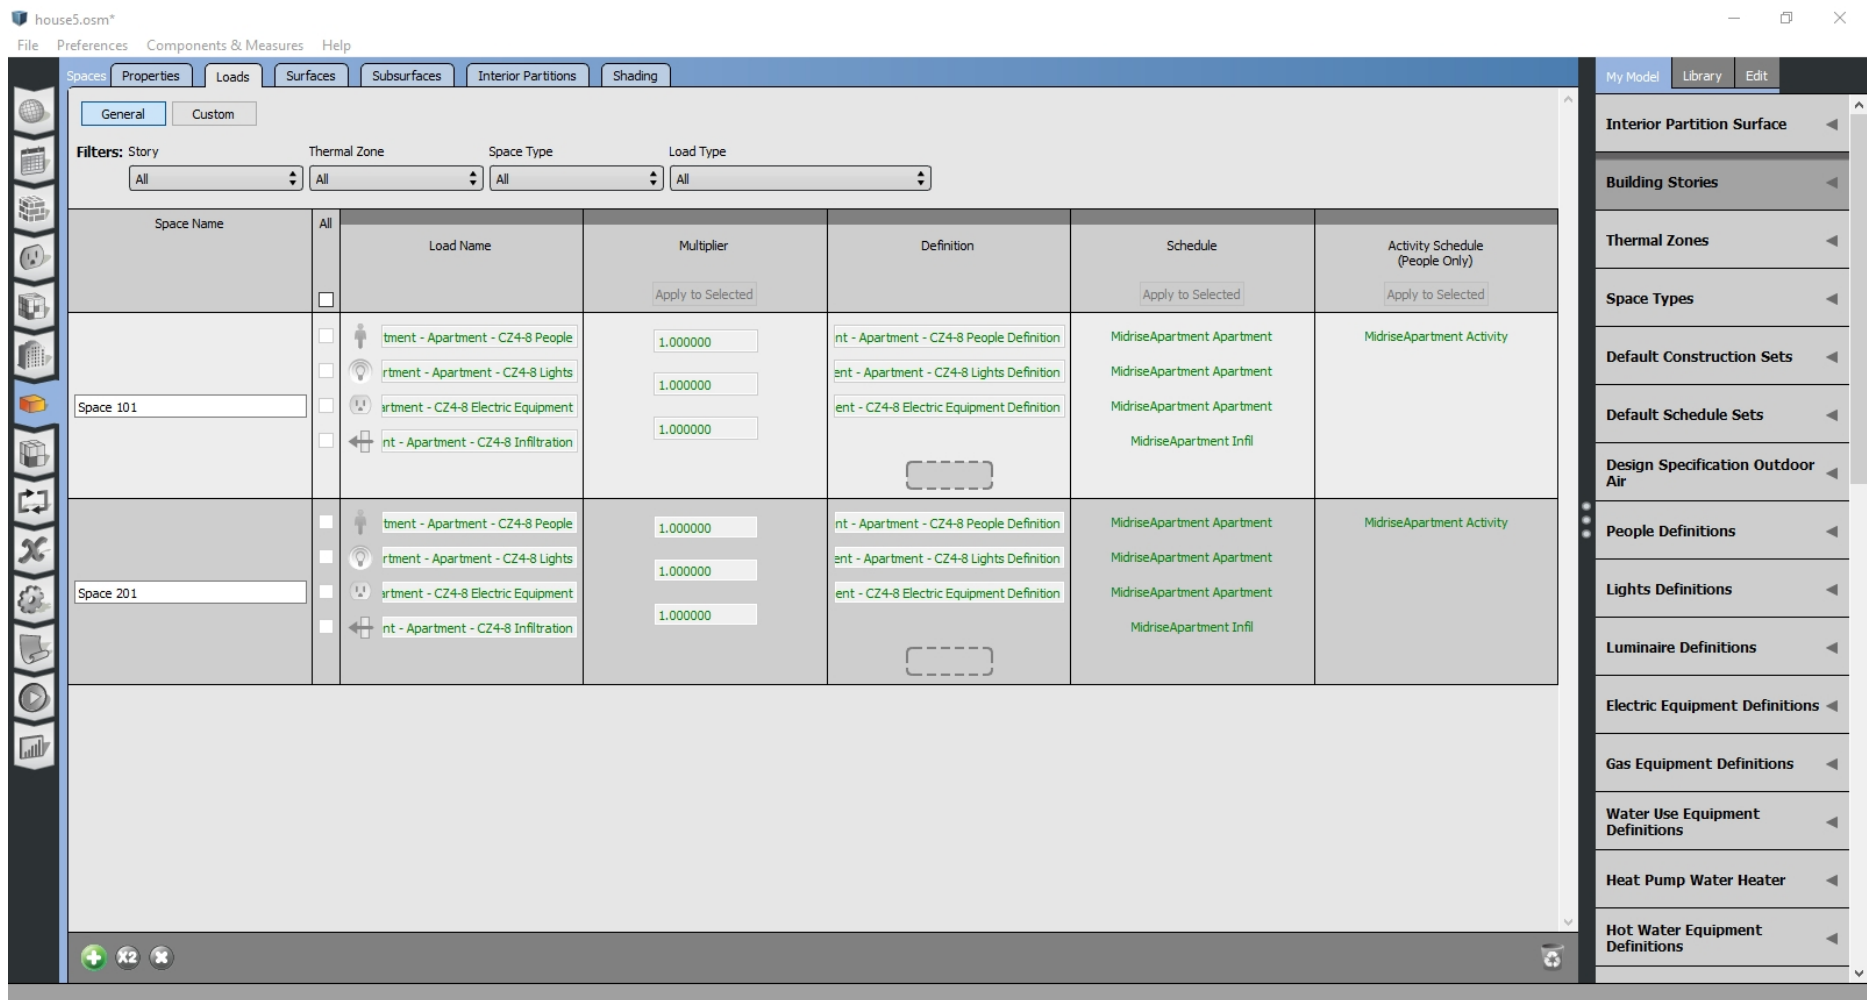 house5.osm*
File Preferences Components & Measures Help
Spaces Properties Loads Surfaces Subsurfaces Interior Partitions Shading
My Model Library Edit
General Custom
Filters: Story Thermal Zone Space Type Load Type
All All All All
Space Name All Load Name Multiplier Definition Schedule Activity Schedule
(People Only)
Apply to Selected Apply to Selected Apply to Selected
tment - Apartment - CZ4-8 People 1.000000 nt - Apartment - CZ4-8 People Definition MidriseApartment Apartment MidriseApartment Activity
rtment - Apartment - CZ4-8 Lights 1.000000 ent - Apartment - CZ4-8 Lights Definition MidriseApartment Apartment
Space 101 artment - CZ4-8 Electric Equipment 1.000000 ent - CZ4-8 Electric Equipment Definition MidriseApartment Apartment
nt - Apartment - CZ4-8 Infiltration MidriseApartment Infil
tment - Apartment - CZ4-8 People 1.000000 nt - Apartment - CZ4-8 People Definition MidriseApartment Apartment MidriseApartment Activity
rtment - Apartment - CZ4-8 Lights 1.000000 ent - Apartment - CZ4-8 Lights Definition MidriseApartment Apartment
Space 201 artment - CZ4-8 Electric Equipment 1.000000 ent - CZ4-8 Electric Equipment Definition MidriseApartment Apartment
nt - Apartment - CZ4-8 Infiltration MidriseApartment Infil
X2
Interior Partition Surface
Building Stories
Thermal Zones
Space Types
Default Construction Sets
Default Schedule Sets
Design Specification Outdoor
Air
People Definitions
Lights Definitions
Luminaire Definitions
Electric Equipment Definitions
Gas Equipment Definitions
Water Use Equipment
Definitions
Heat Pump Water Heater
Hot Water Equipment
Definitions